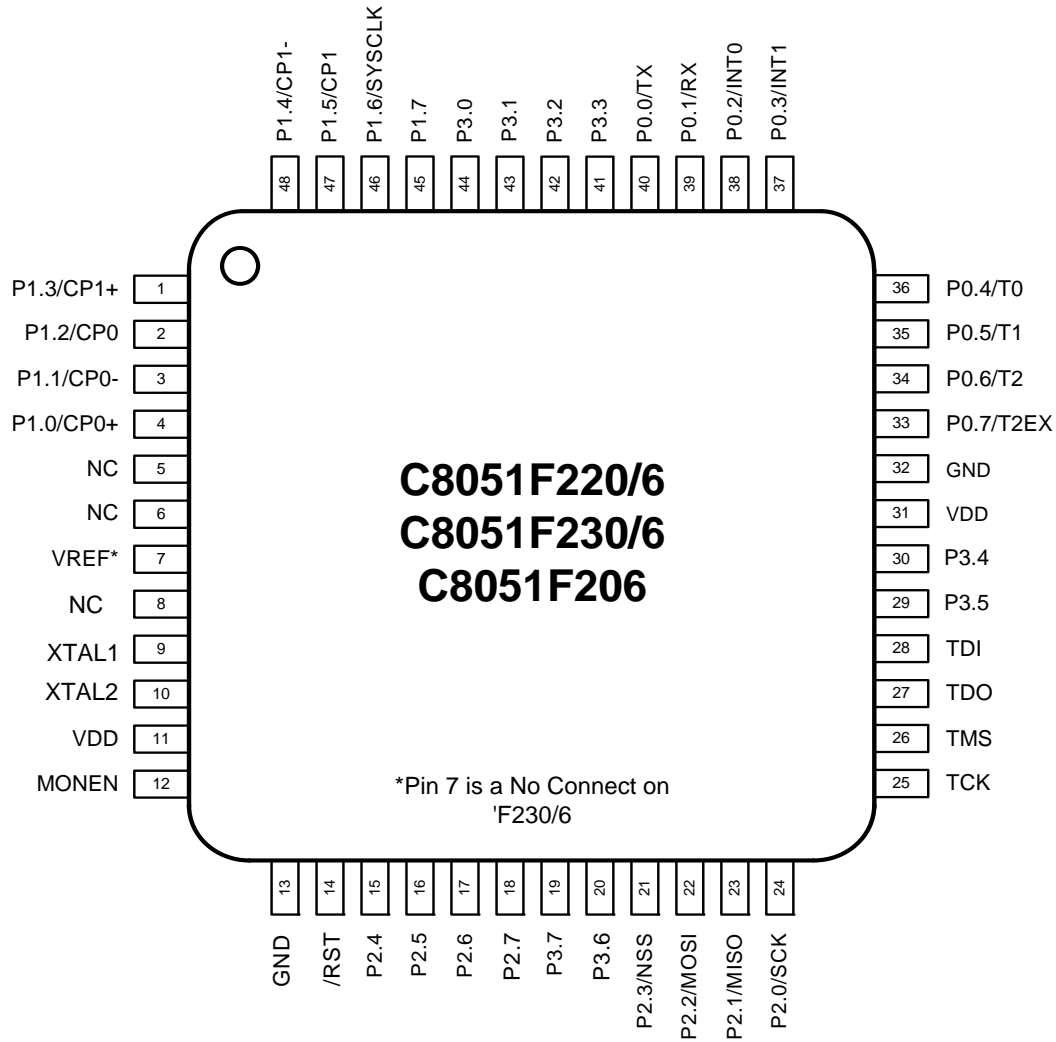 P1.4/CP1-
P1.5/CP1
P1.6/SYSCLK
P1.7
P3.0
P3.1
P3.2
P3.3
P0.0/TX
P0.1/RX
P0.2/INT0
P0.3/INT1
48
47
46
45
44
43
42
41
40
39
38
37
P1.3/CP1+ 1
P1.2/CP0 2
P1.1/CP0- 3
P1.0/CP0+ 4
NC 5
NC 6
VREF* 7
NC 8
XTAL1 9
XTAL2 10
VDD 11
MONEN 12
C8051F220/6
C8051F230/6
C8051F206
*Pin 7 is a No Connect on
'F230/6
36 P0.4/T0
35 P0.5/T1
34 P0.6/T2
33 P0.7/T2EX
32 GND
31 VDD
30 P3.4
29 P3.5
28 TDI
27 TDO
26 TMS
25 TCK
13
14
15
16
17
18
19
20
21
22
23
24
GND
/RST
P2.4
P2.5
P2.6
P2.7
P3.7
P3.6
P2.3/NSS
P2.2/MOSI
P2.1/MISO
P2.0/SCK